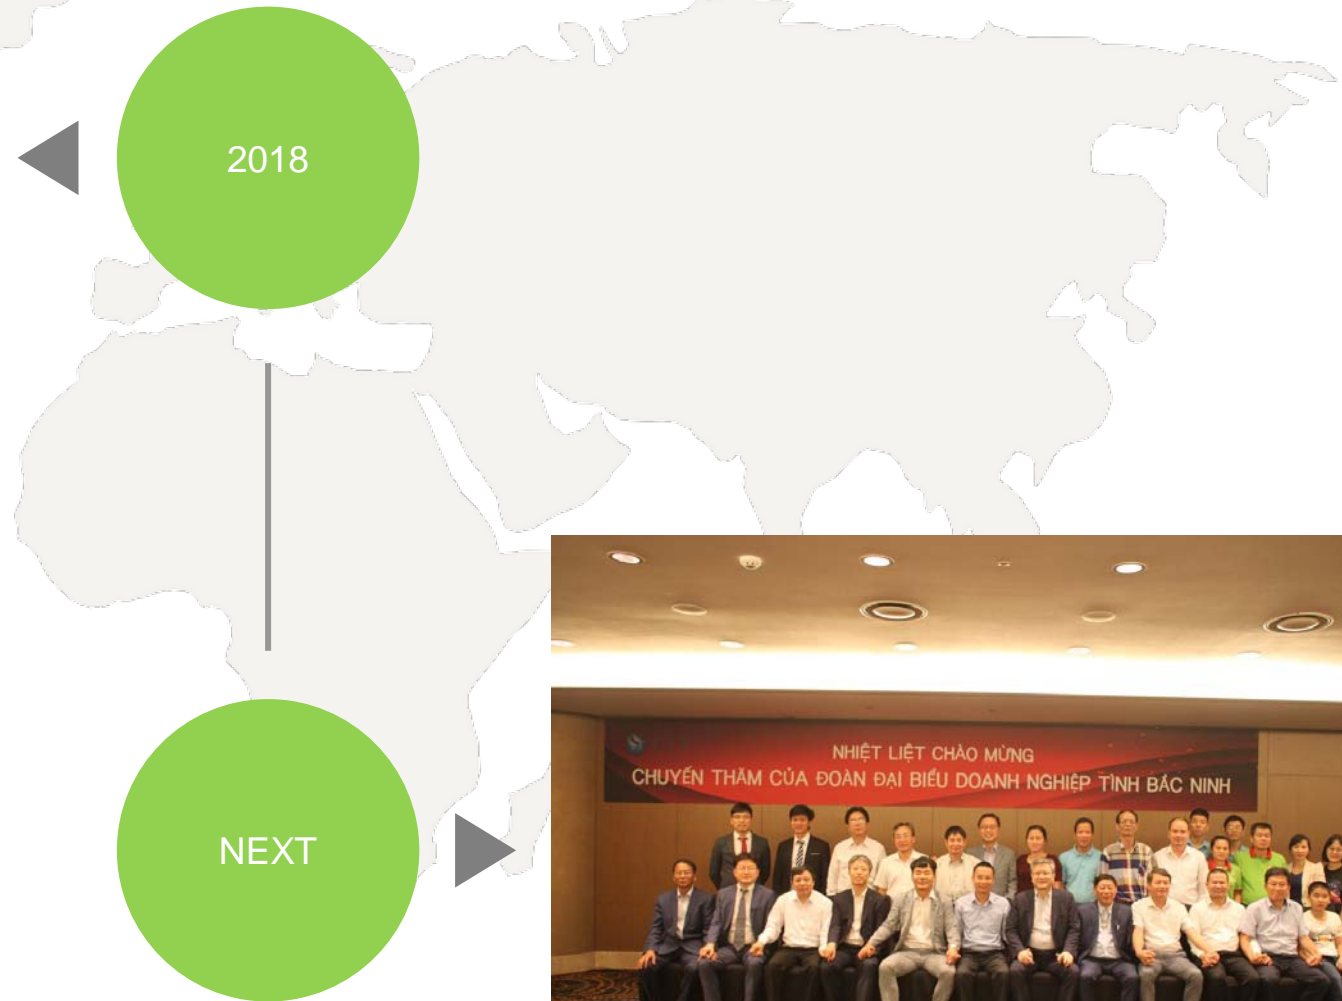 2018
NHIỆT LIỆT CHÀO MỪNG
CHUYẾN THĂM CỦA ĐOÀN ĐẠI BIỂU DOANH NGHIỆP TỈNH BẮC NINH
NEXT